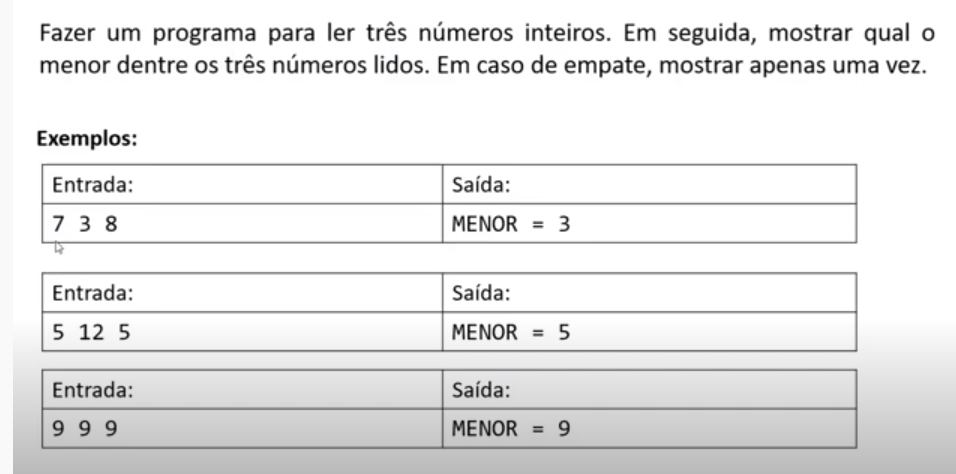 Fazer um programa para ler três números inteiros. Em seguida, mostrar qual o
menor dentre os três números lidos. Em caso de empate, mostrar apenas uma vez.
Exemplos:
Entrada: Saída:
7 3 8 MENOR = 3
Entrada: Saída:
5 12 5 MENOR = 5
Entrada: Saída:
9 9 9 MENOR = 9